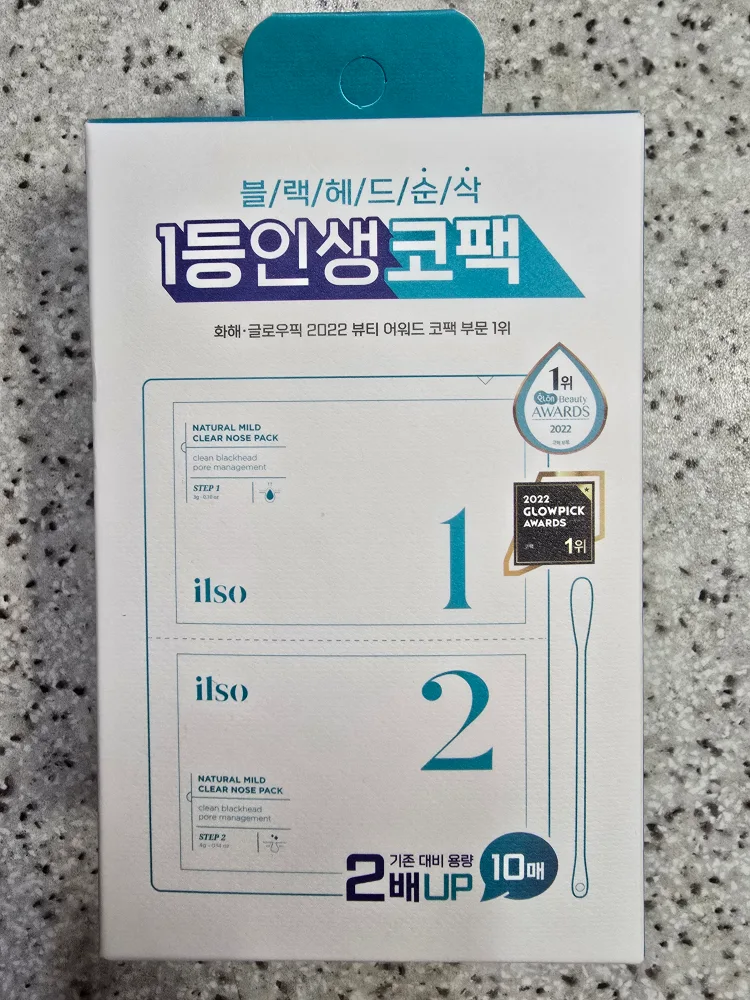 블/랙/헤/드/순/삭
1등인생코팩
화해·글로우픽 2022 뷰티 어워드 코팩 부문 1위
1위
Beauty
AWARDS
2022
NATURAL MILD
CLEAR NOSE PACK
clean blackhead
pore management
STEP 1
ilso
1
2022
GLOWPICK
AWARDS
코팩
1위
ilso
2
NATURAL MILD
CLEAR NOSE PACK
clean blackhead
pore management
STEP 2
기존 대비 용량
2배UP
10매